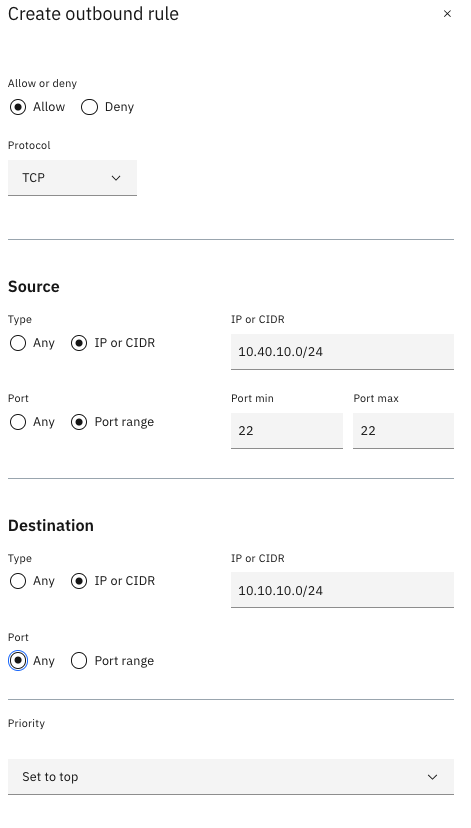 Create outbound rule
Allow or deny
Allow Deny
Protocol
TCP
Source
Type
Any IP or CIDR
IP or CIDR
10.40.10.0/24
Port
Any Port range
Port min Port max
22 22
Destination
Type
Any IP or CIDR
IP or CIDR
10.10.10.0/24
Port
Any Port range
Priority
Set to top